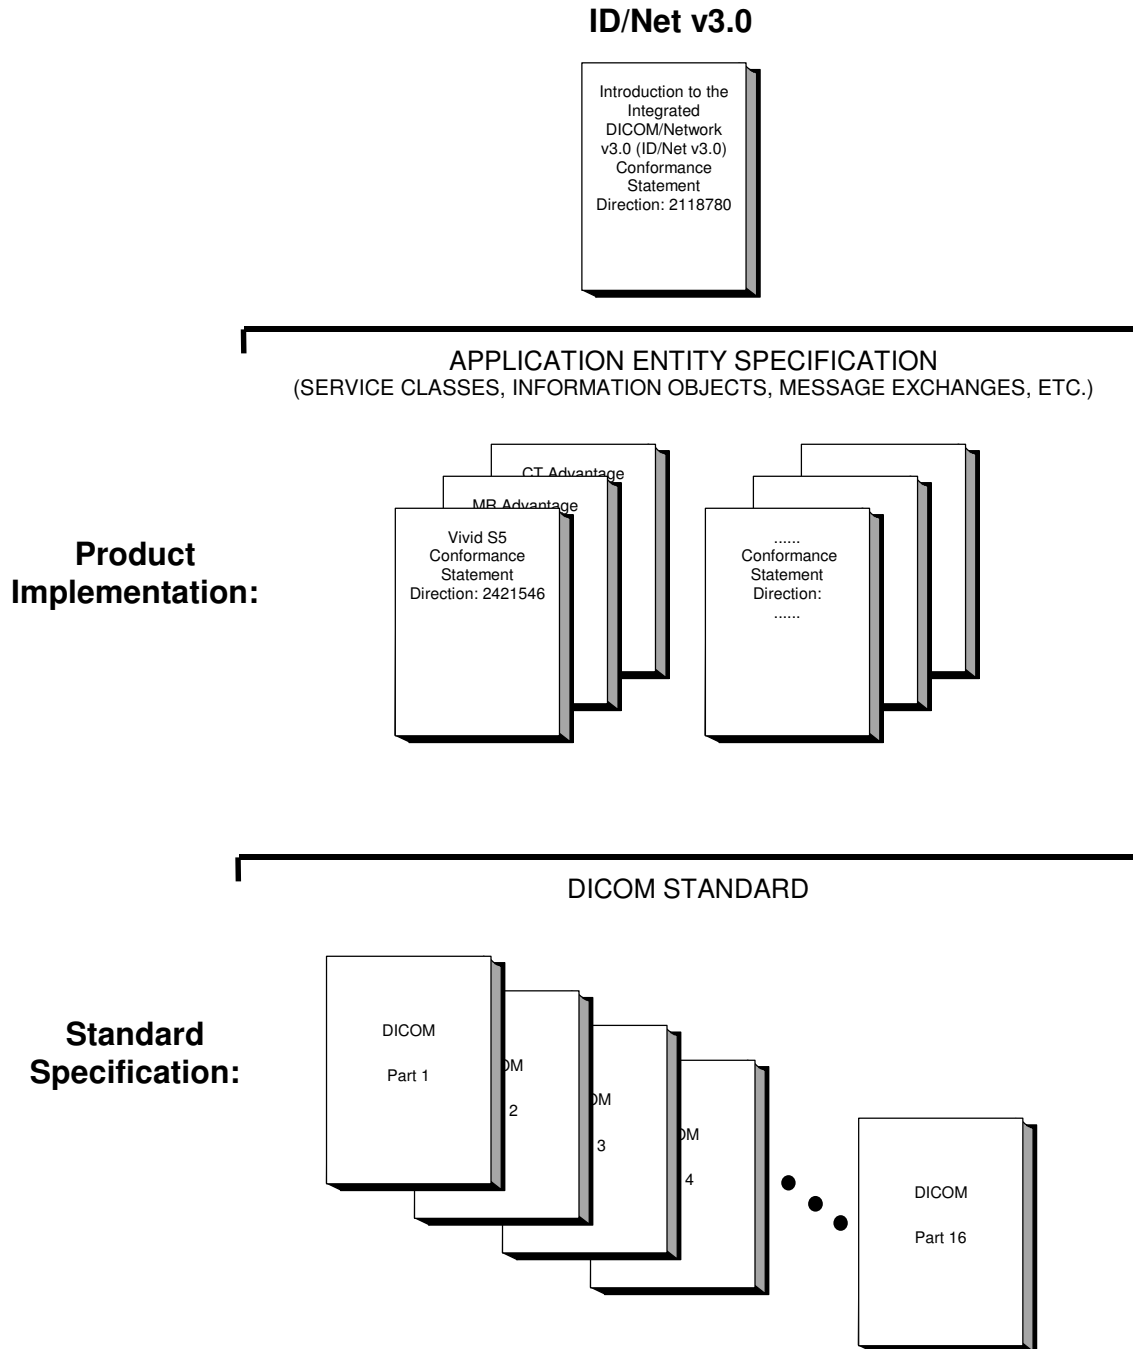 ID/Net v3.0
Introduction to the
Integrated
DICOM/Network
v3.0 (ID/Net v3.0)
Conformance
Statement
Direction: 2118780
APPLICATION ENTITY SPECIFICATION
(SERVICE CLASSES, INFORMATION OBJECTS, MESSAGE EXCHANGES, ETC.)
Product
Implementation:
CT Advantage
MR Advantage
Vivid S5
Conformance
Statement
Direction: 2421546
......
Conformance
Statement
Direction:
......
DICOM STANDARD
Standard
Specification:
DICOM
Part 1
OM
2
OM
3
OM
4
DICOM
Part 16